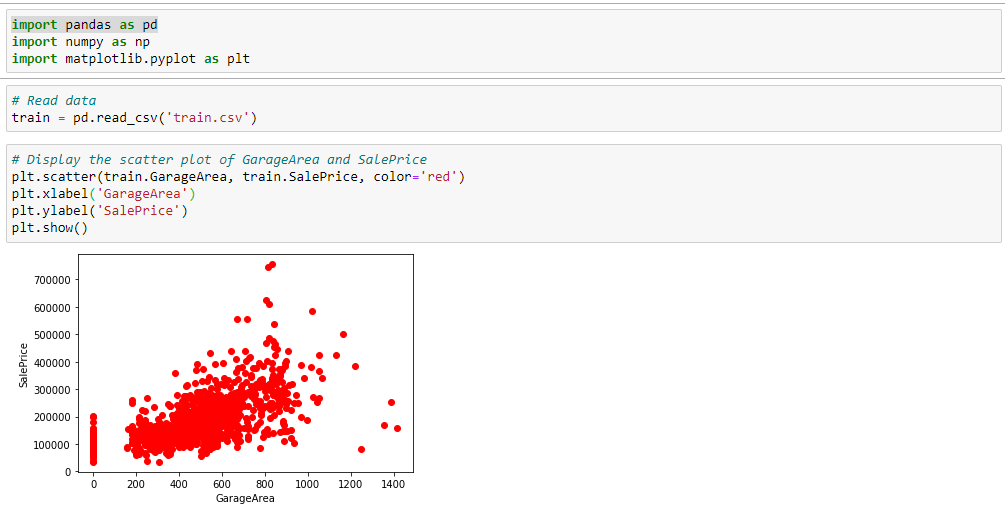 import pandas as pd
import numpy as np
import matplotlib.pyplot as plt
# Read data
train = pd.read_csv('train.csv')
# Display the scatter plot of GarageArea and SalePrice
plt.scatter(train.GarageArea, train.SalePrice, color='red')
plt.xlabel('GarageArea')
plt.ylabel('SalePrice')
plt.show()
700000
600000
500000
400000
300000
200000
100000
0
SalePrice
0 200 400 600 800 1000 1200 1400
GarageArea